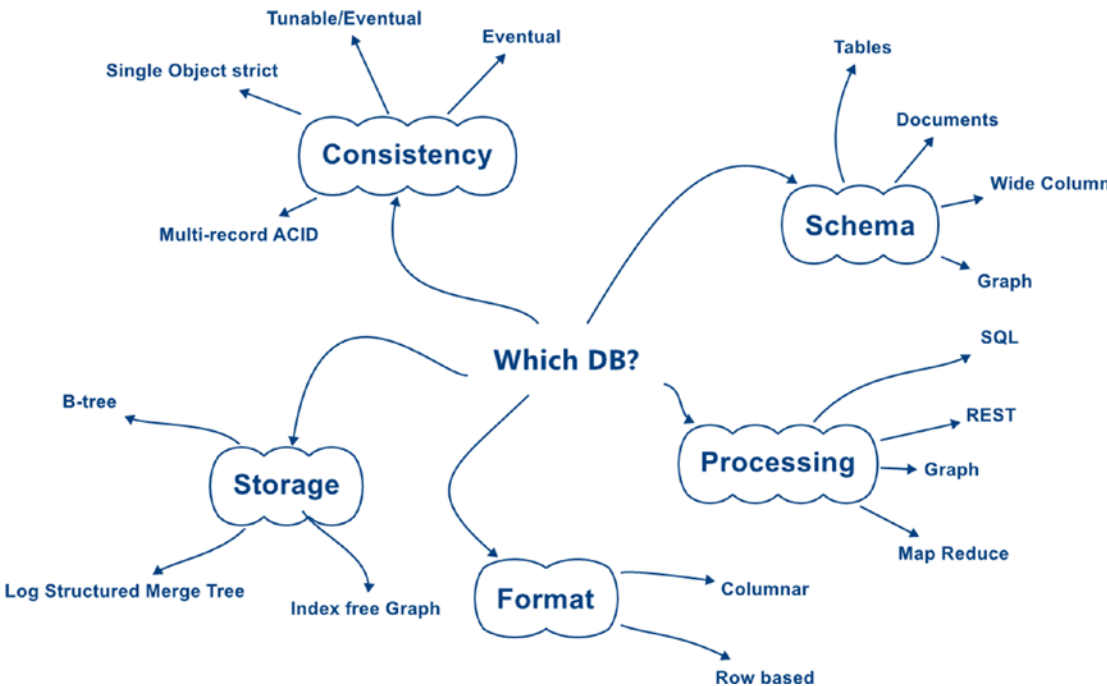 Tunable/Eventual
Eventual
Single Object strict
Consistency
Multi-record ACID
Tables
Documents
Wide Column
Schema
Graph
Which DB?
SQL
REST
Processing
Graph
Map Reduce
B-tree
Storage
Log Structured Merge Tree
Index free Graph
Format
Columnar
Row based